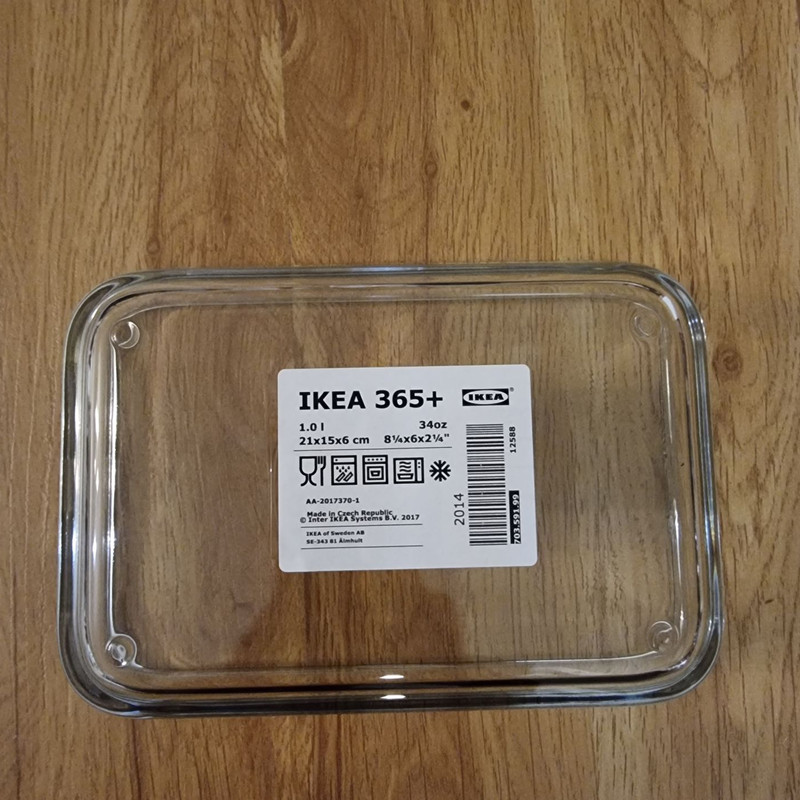 IKEA 365+
IKEA®
1.0 l 34oz
21x15x6 cm 8¼x6x2¼"
AA-2017370-1
Made in Czech Republic
© Inter IKEA Systems B.V. 2017
IKEA of Sweden AB
SE-343 81 Älmhult
2014
12588
703.591.99